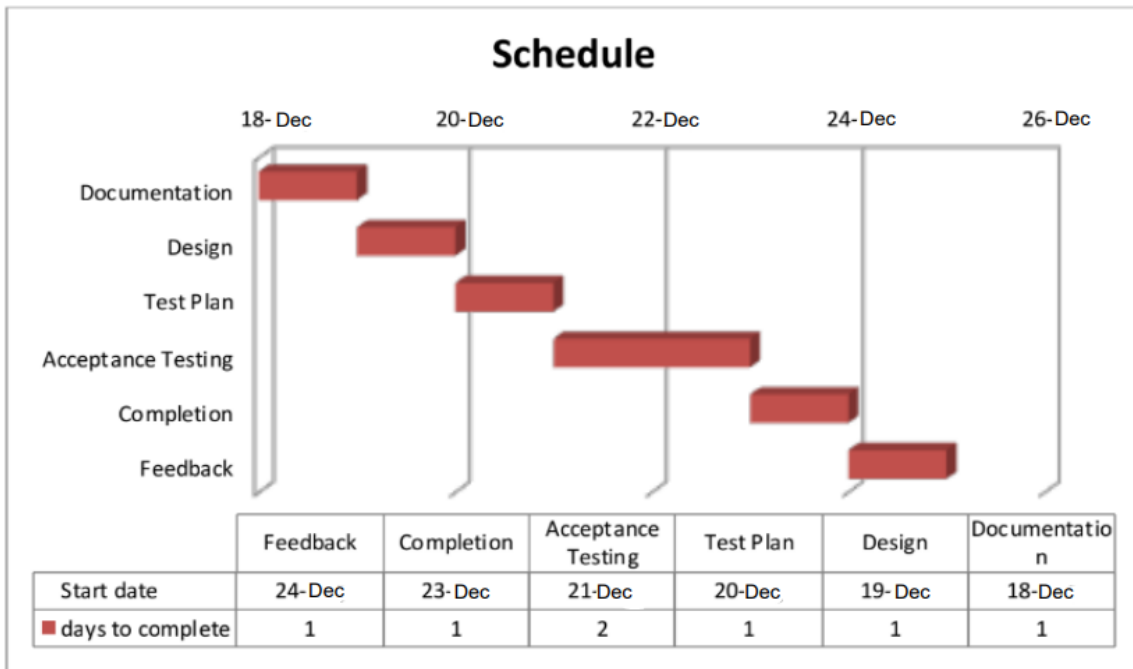 Schedule
18-Dec 20-Dec 22-Dec 24-Dec 26-Dec
Documentation
Design
Test Plan
Acceptance Testing
Completion
Feedback
Feedback Completion Acceptance Testing Test Plan Design Documentatio
n
Start date 24-Dec 23-Dec 21-Dec 20-Dec 19-Dec 18-Dec
days to complete 1 1 2 1 1 1